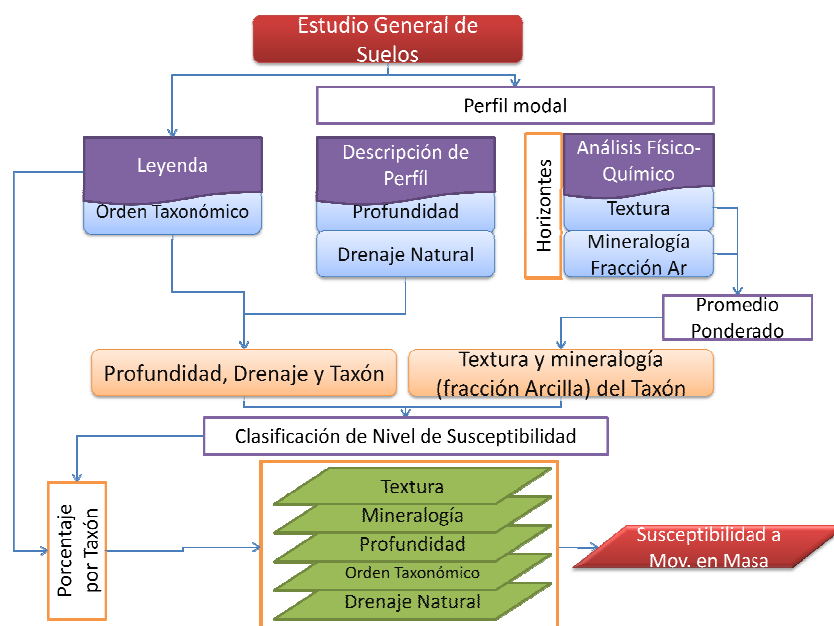 Estudio General de
Suelos
Perfil modal
Leyenda
Orden Taxonómico
Descripción de
Perfíl
Profundidad
Drenaje Natural
Horizontes
Análisis Físico-
Químico
Textura
Mineralogía
Fracción Ar
Promedio
Ponderado
Profundidad, Drenaje y Taxón
Textura y mineralogía
(fracción Arcilla) del Taxón
Clasificación de Nivel de Susceptibilidad
Porcentaje
por Taxón
Textura
Mineralogía
Profundidad
Orden Taxonómico
Drenaje Natural
Susceptibilidad a
Mov. en Masa